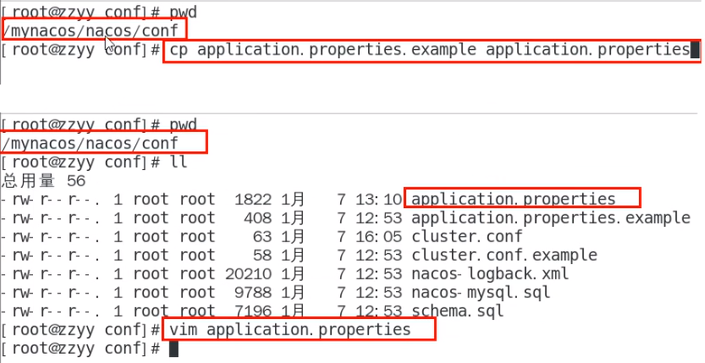 [root@zzyy conf]# pwd
/mynacos/nacos/conf
[root@zzyy conf]# cp application.properties.example application.properties
[root@zzyy conf]# pwd
/mynacos/nacos/conf
[root@zzyy conf]# ll
总用量 56
-rw-r--r--. 1 root root 1822 1月 7 13:10 application.properties
-rw-r--r--. 1 root root 408 1月 7 12:53 application.properties.example
-rw-r--r--. 1 root root 63 1月 7 16:05 cluster.conf
-rw-r--r--. 1 root root 58 1月 7 12:53 cluster.conf.example
-rw-r--r--. 1 root root 20210 1月 7 12:53 nacos-logback.xml
-rw-r--r--. 1 root root 9788 1月 7 12:53 nacos-mysql.sql
-rw-r--r--. 1 root root 7196 1月 7 12:53 schema.sql
[root@zzyy conf]# vim application.properties
[root@zzyy conf]#